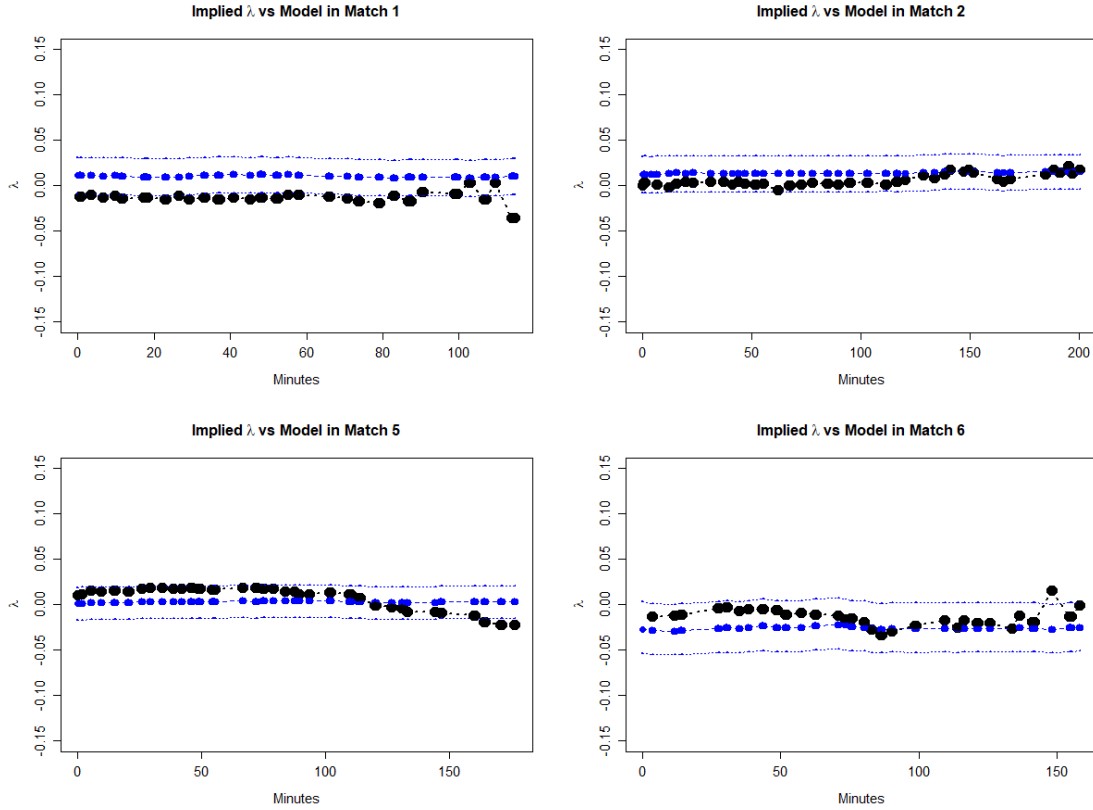 Implied λ vs Model in Match 1
0.15
0.10
0.05
0.00
-0.05
-0.10
-0.15
λ
0 20 40 60 80 100
Minutes
Implied λ vs Model in Match 2
0.15
0.10
0.05
0.00
-0.05
-0.10
-0.15
λ
0 50 100 150 200
Minutes
Implied λ vs Model in Match 5
0.15
0.10
0.05
0.00
-0.05
-0.10
-0.15
λ
0 50 100 150
Minutes
Implied λ vs Model in Match 6
0.15
0.10
0.05
0.00
-0.05
-0.10
-0.15
λ
0 50 100 150
Minutes